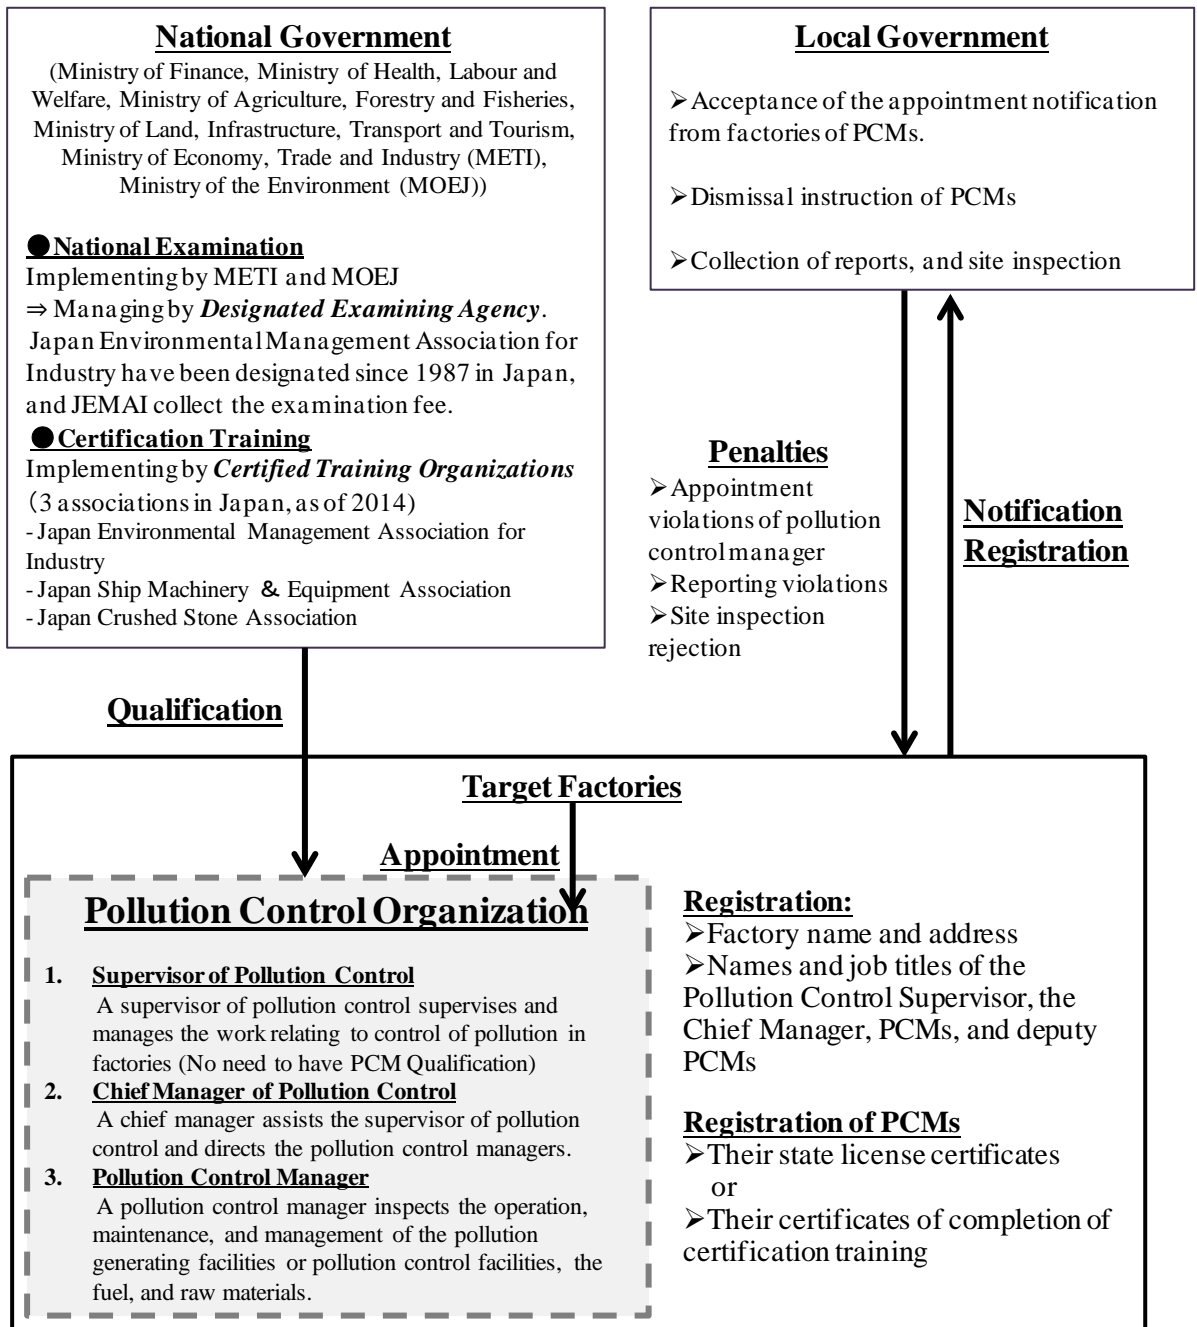 National Government
(Ministry of Finance, Ministry of Health, Labour and
Welfare, Ministry of Agriculture, Forestry and Fisheries,
Ministry of Land, Infrastructure, Transport and Tourism,
Ministry of Economy, Trade and Industry (METI),
Ministry of the Environment (MOEJ))
●National Examination
Implementing by METI and MOEJ
⇒ Managing by Designated Examining Agency.
Japan Environmental Management Association for
Industry have been designated since 1987 in Japan,
and JEMAI collect the examination fee.
●Certification Training
Implementing by Certified Training Organizations
(3 associations in Japan, as of 2014)
- Japan Environmental Management Association for
Industry
- Japan Ship Machinery & Equipment Association
- Japan Crushed Stone Association
Local Government
➢Acceptance of the appointment notification
from factories of PCMs.
➢Dismissal instruction of PCMs
➢Collection of reports, and site inspection
Penalties
➢Appointment
violations of pollution
control manager
➢Reporting violations
➢Site inspection
rejection
Notification
Registration
Qualification
Target Factories
Appointment
Pollution Control Organization
1. Supervisor of Pollution Control
A supervisor of pollution control supervises and
manages the work relating to control of pollution in
factories (No need to have PCM Qualification)
2. Chief Manager of Pollution Control
A chief manager assists the supervisor of pollution
control and directs the pollution control managers.
3. Pollution Control Manager
A pollution control manager inspects the operation,
maintenance, and management of the pollution
generating facilities or pollution control facilities, the
fuel, and raw materials.
Registration:
➢Factory name and address
➢Names and job titles of the
Pollution Control Supervisor, the
Chief Manager, PCMs, and deputy
PCMs
Registration of PCMs
➢Their state license certificates
or
➢Their certificates of completion of
certification training